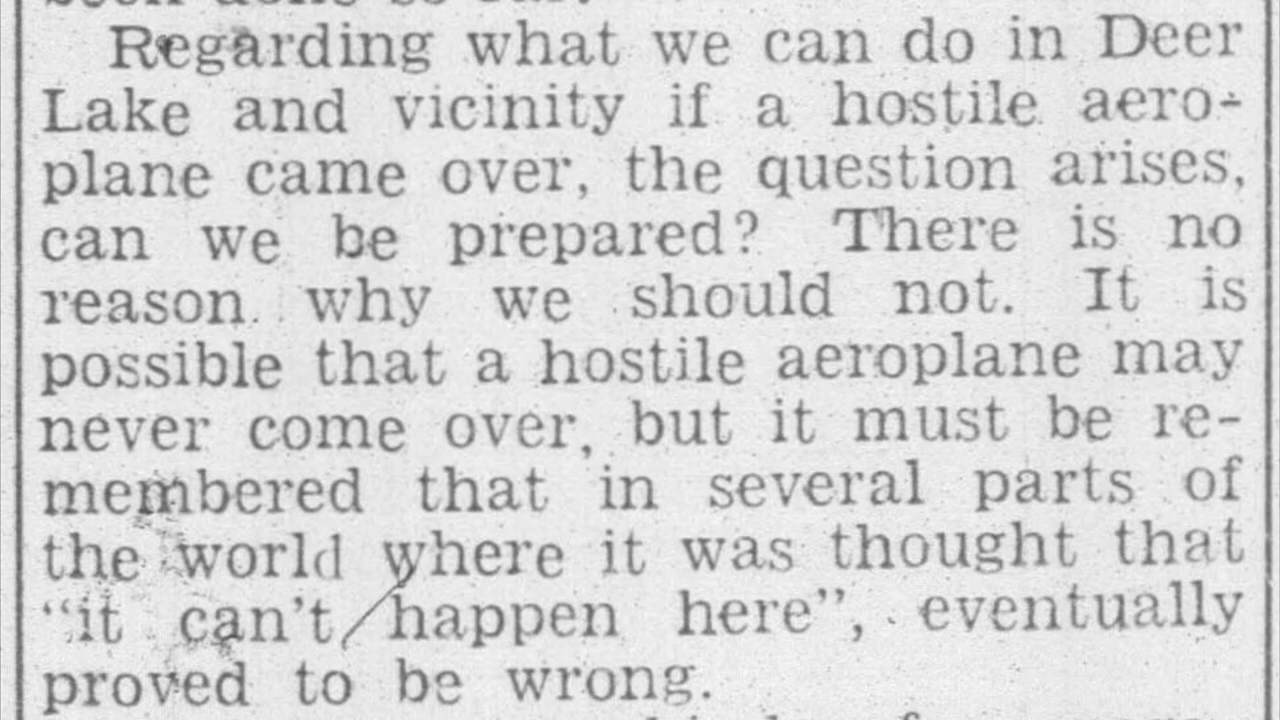 Regarding what we can do in Deer
Lake and vicinity if a hostile aero-
plane came over, the question arises,
can we be prepared? There is no
reason why we should not. It is
possible that a hostile aeroplane may
never come over, but it must be re-
membered that in several parts of
the world where it was thought that
"it can't happen here", eventually
proved to be wrong.